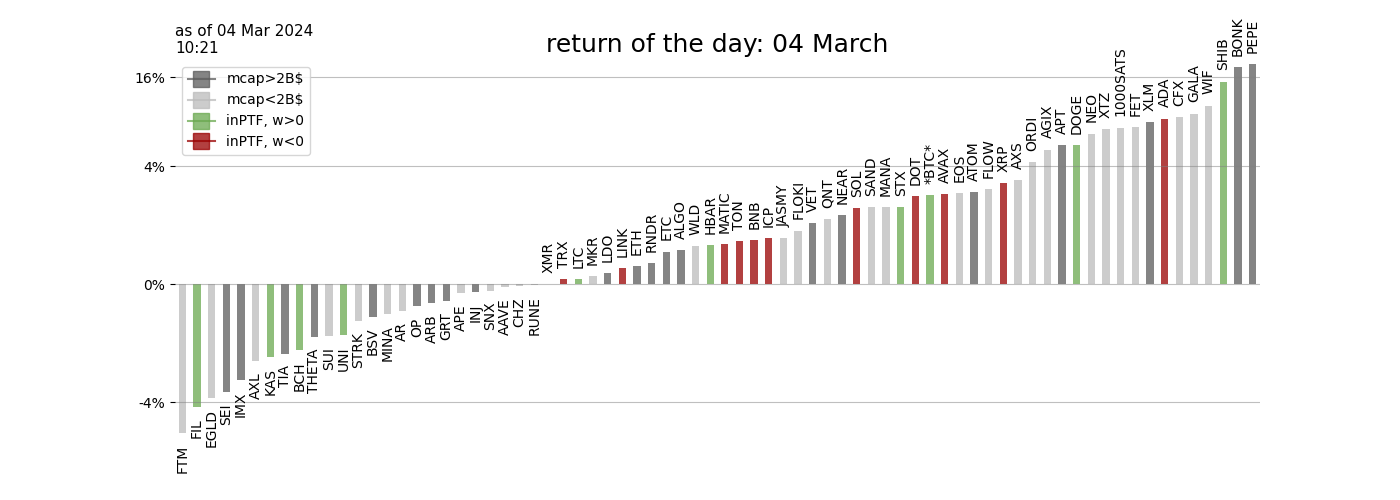 as of 04 Mar 2024
10:21
return of the day: 04 March
mcap>2B$
mcap<2B$
inPTF, w>0
inPTF, w<0
16%
4%
0%
-4%
FTM
FIL
EGLD
SEI
IMX
AXL
KAS
TIA
BCH
THETA
SUI
UNI
STRK
BSV
MINA
AR
OP
ARB
GRT
APE
INJ
SNX
AAVE
CHZ
RUNE
XMR
TRX
LTC
MKR
LDO
LINK
ETH
RNDR
ETC
ALGO
WLD
HBAR
MATIC
TON
BNB
ICP
JASMY
FLOKI
VET
QNT
NEAR
SOL
SAND
MANA
STX
DOT
*BTC*
AVAX
EOS
ATOM
FLOW
XRP
AXS
ORDI
AGIX
APT
DOGE
NEO
XTZ
1000SATS
FET
XLM
ADA
CFX
GALA
WIF
SHIB
BONK
PEPE